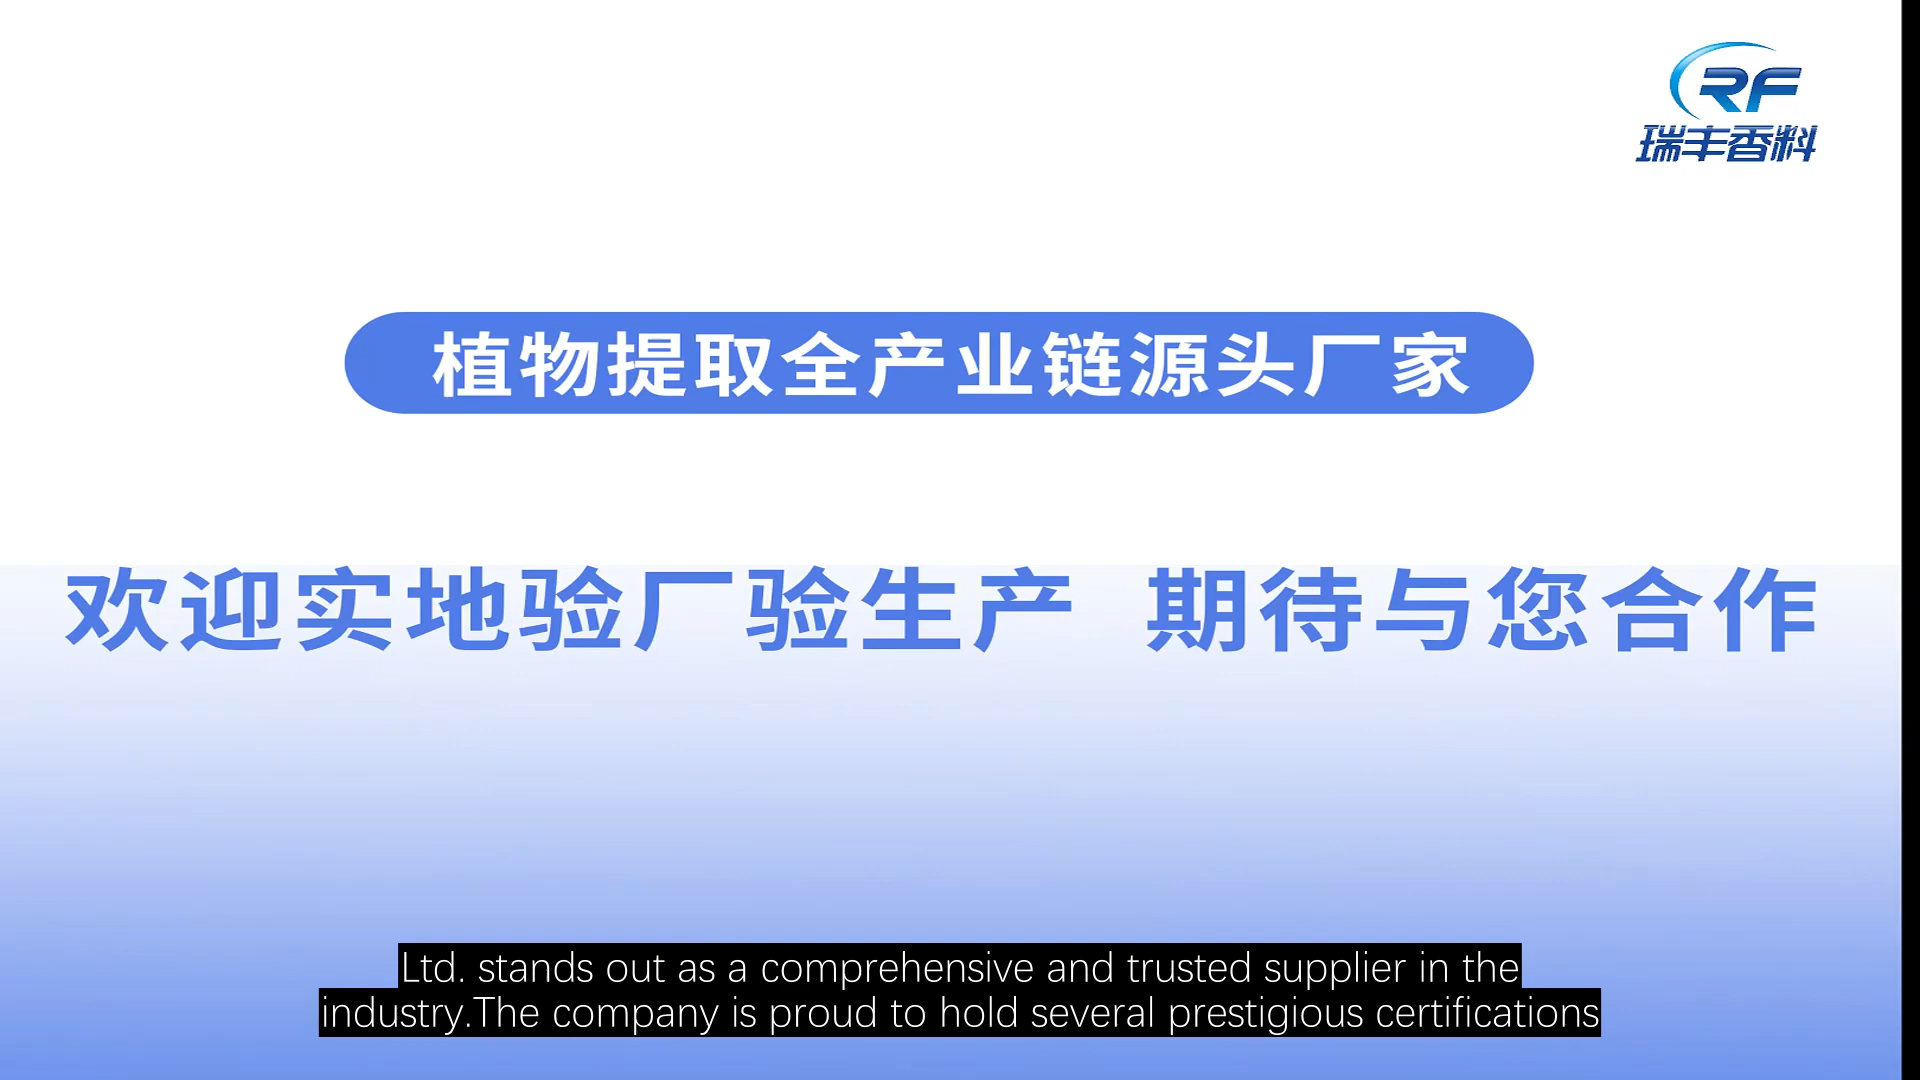 RF
瑞丰香料
植物提取全产业链源头厂家
欢迎实地验厂验生产 期待与您合作
Ltd. stands out as a comprehensive and trusted supplier in the
industry.The company is proud to hold several prestigious certifications